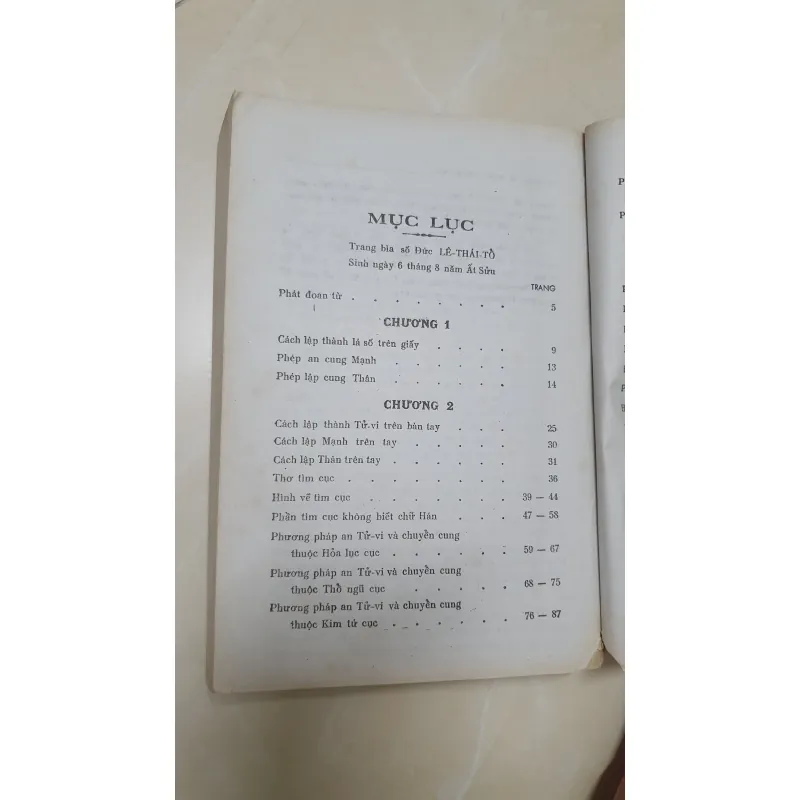 MỤC LỤC
Trang bìa số Đức LÊ-THÁI-TỔ
Sinh ngày 6 tháng 8 năm Ất Sửu
TRANG
Phát đoan từ . . . . . . . . 5
CHƯƠNG 1
Cách lập thành lá số trên giấy . . . . 9
Phép an cung Mạnh . . . . . . 13
Phép lập cung Thân . . . . . . 14
CHƯƠNG 2
Cách lập thành Tử-vi trên bàn tay . . . 25
Cách lập Mạnh trên tay . . . . . 30
Cách lập Thân trên tay . . . . . . 31
Thơ tìm cục . . . . . . . . 36
Hình vẽ tìm cục . . . . . . . 39 — 44
Phần tìm cục không biết chữ Hán . . . 47 — 58
Phương pháp an Tử-vi và chuyển cung
thuộc Hỏa lục cục . . . . . . 59 — 67
Phương pháp an Tử-vi và chuyển cung
thuộc Thổ ngũ cục . . . . . 68 — 75
Phương pháp an Tử-vi và chuyển cung
thuộc Kim tứ cục . . . . . . 76 — 87
P
P